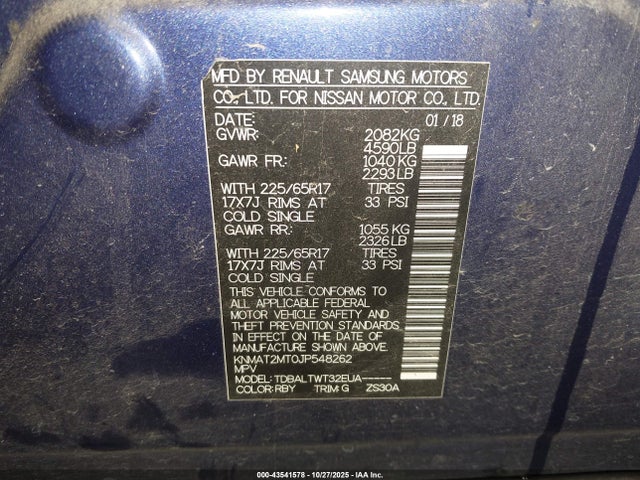 MFD BY RENAULT SAMSUNG MOTORS
CO., LTD. FOR NISSAN MOTOR CO., LTD.
DATE: 01 / 18
GVWR: 2082KG
4590LB
GAWR FR: 1040 KG
2293 LB
WITH 225/65R17 TIRES
17X7J RIMS AT 33 PSI
COLD SINGLE
GAWR RR: 1055 KG
2326 LB
WITH 225/65R17 TIRES
17X7J RIMS AT 33 PSI
COLD SINGLE
THIS VEHICLE CONFORMS TO
ALL APPLICABLE FEDERAL
MOTOR VEHICLE SAFETY AND
THEFT PREVENTION STANDARDS
IN EFFECT ON THE DATE OF
MANUFACTURE SHOWN ABOVE.
KNMAT2MT0JP548262
MPV
MODEL: TDBALTWT32EUA-----
COLOR: RBY TRIM: G ZS30A
000-43541578 | 10/27/2025 - IAA Inc.